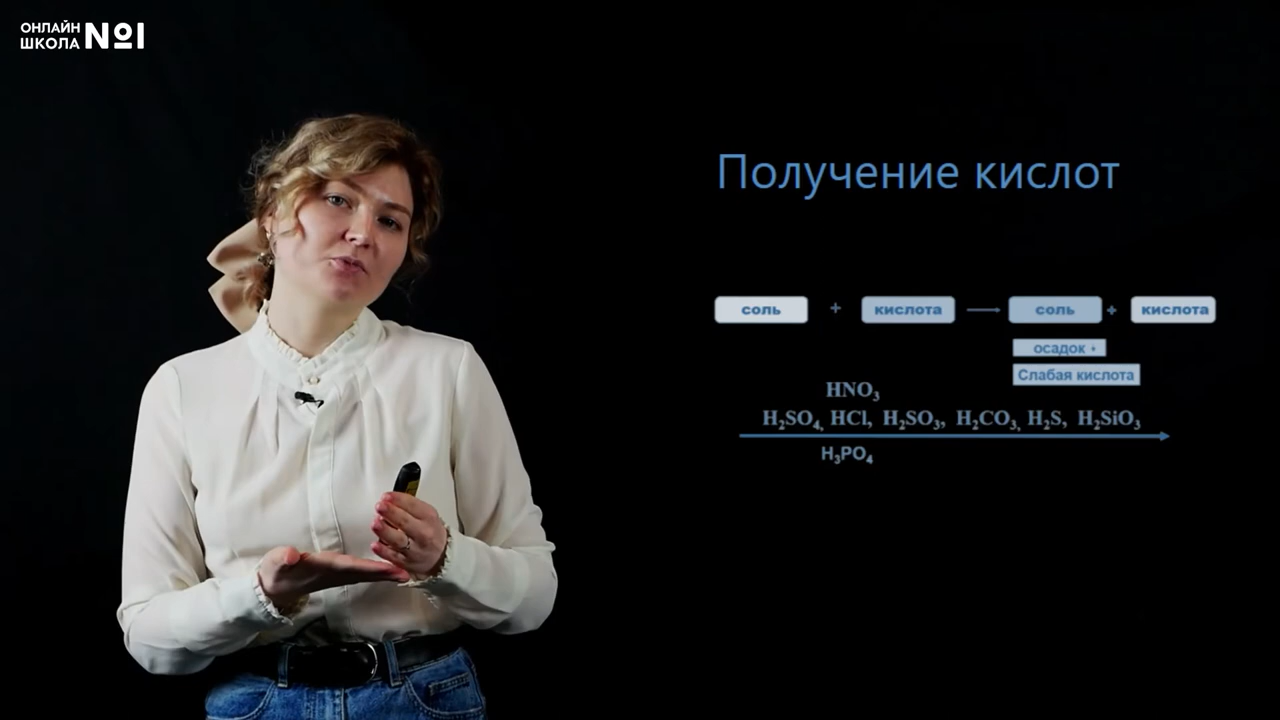 ОНЛАЙН
ШКОЛА №1
Получение кислот
соль + кислота → соль + кислота
осадок ↓
Слабая кислота
HNO₃
H₂SO₄, HCl, H₂SO₃, H₂CO₃, H₂S, H₂SiO₃
H₃PO₄